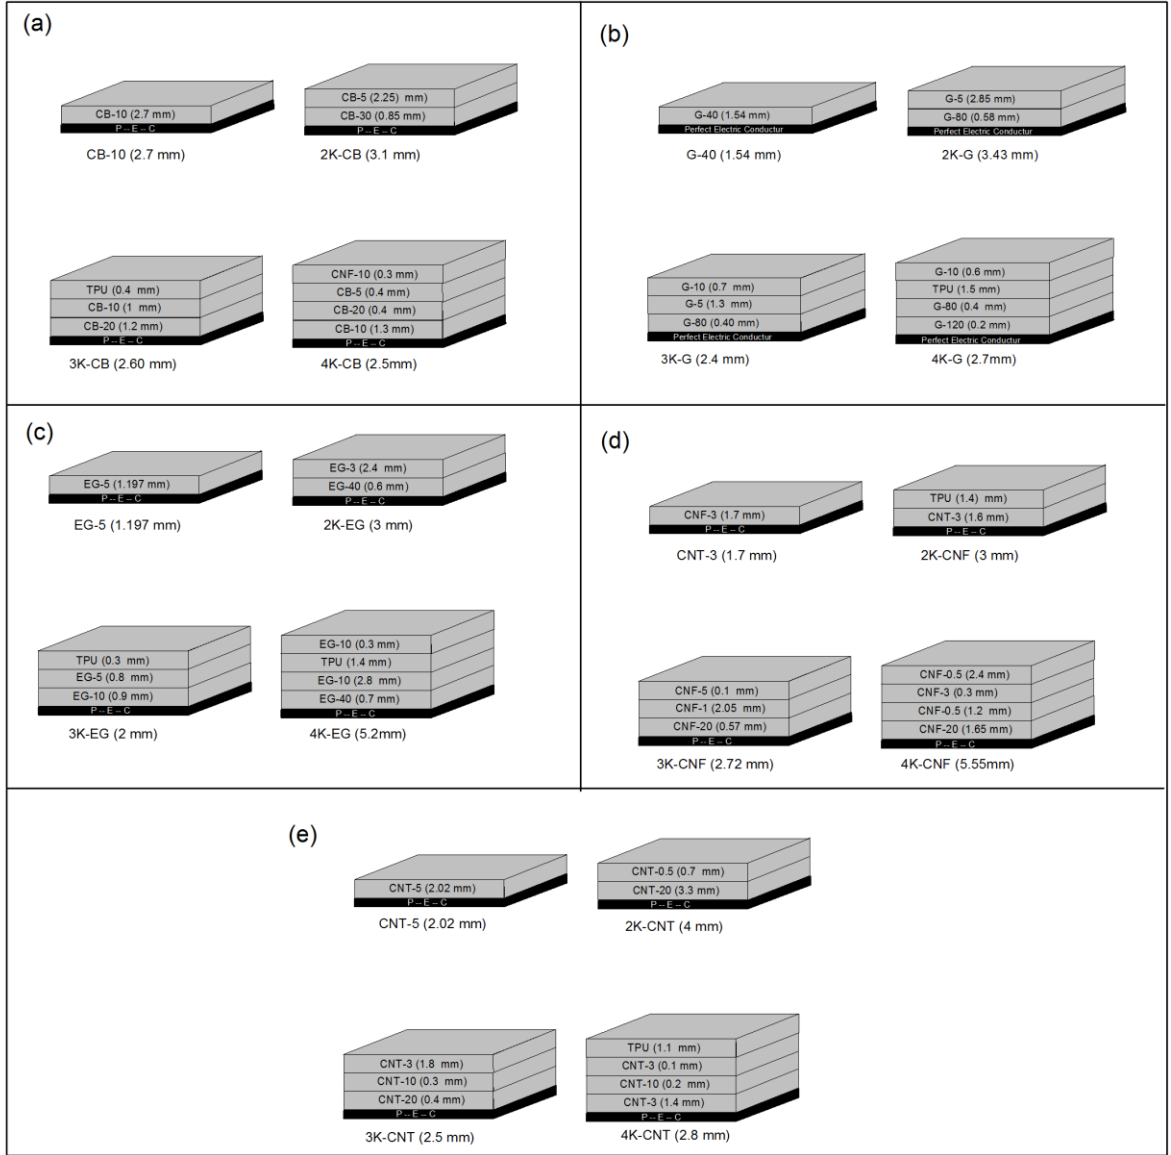 (a)
CB-10 (2.7 mm)
P -- E -- C
CB-10 (2.7 mm)
CB-5 (2.25)  mm)
CB-30 (0.85 mm)
P -- E -- C
2K-CB (3.1 mm)
TPU (0.4  mm)
CB-10 (1 mm)
CB-20 (1.2 mm)
P -- E -- C
3K-CB (2.60 mm)
CNF-10 (0.3 mm)
CB-5 (0.4 mm)
CB-20 (0.4  mm)
CB-10 (1.3 mm)
P -- E -- C
4K-CB (2.5mm)
(b)
G-40 (1.54 mm)
Perfect Electric Conductur
G-40 (1.54 mm)
G-5 (2.85 mm)
G-80 (0.58 mm)
Perfect Electric Conductur
2K-G (3.43 mm)
G-10 (0.7  mm)
G-5 (1.3  mm)
G-80 (0.40 mm)
Perfect Electric Conductur
3K-G (2.4 mm)
G-10 (0.6 mm)
TPU (1.5 mm)
G-80 (0.4  mm)
G-120 (0.2 mm)
Perfect Electric Conductur
4K-G (2.7mm)
(c)
EG-5 (1.197 mm)
P -- E -- C
EG-5 (1.197 mm)
EG-3 (2.4  mm)
EG-40 (0.6 mm)
P -- E -- C
2K-EG (3 mm)
TPU (0.3  mm)
EG-5 (0.8  mm)
EG-10 (0.9 mm)
P -- E -- C
3K-EG (2 mm)
EG-10 (0.3 mm)
TPU (1.4 mm)
EG-10 (2.8  mm)
EG-40 (0.7 mm)
P -- E -- C
4K-EG (5.2mm)
(d)
CNF-3 (1.7 mm)
P -- E -- C
CNT-3 (1.7 mm)
TPU (1.4)  mm)
CNT-3 (1.6 mm)
P -- E -- C
2K-CNF (3 mm)
CNF-5 (0.1  mm)
CNF-1 (2.05  mm)
CNF-20 (0.57 mm)
P -- E -- C
3K-CNF (2.72 mm)
CNF-0.5 (2.4 mm)
CNF-3 (0.3 mm)
CNF-0.5 (1.2  mm)
CNF-20 (1.65 mm)
P -- E -- C
4K-CNF (5.55mm)
(e)
CNT-5 (2.02 mm)
P -- E -- C
CNT-5 (2.02 mm)
CNT-0.5 (0.7  mm)
CNT-20 (3.3 mm)
P -- E -- C
2K-CNT (4 mm)
CNT-3 (1.8  mm)
CNT-10 (0.3  mm)
CNT-20 (0.4 mm)
P -- E -- C
3K-CNT (2.5 mm)
TPU (1.1  mm)
CNT-3 (0.1 mm)
CNT-10 (0.2  mm)
CNT-3 (1.4 mm)
P -- E -- C
4K-CNT (2.8 mm)